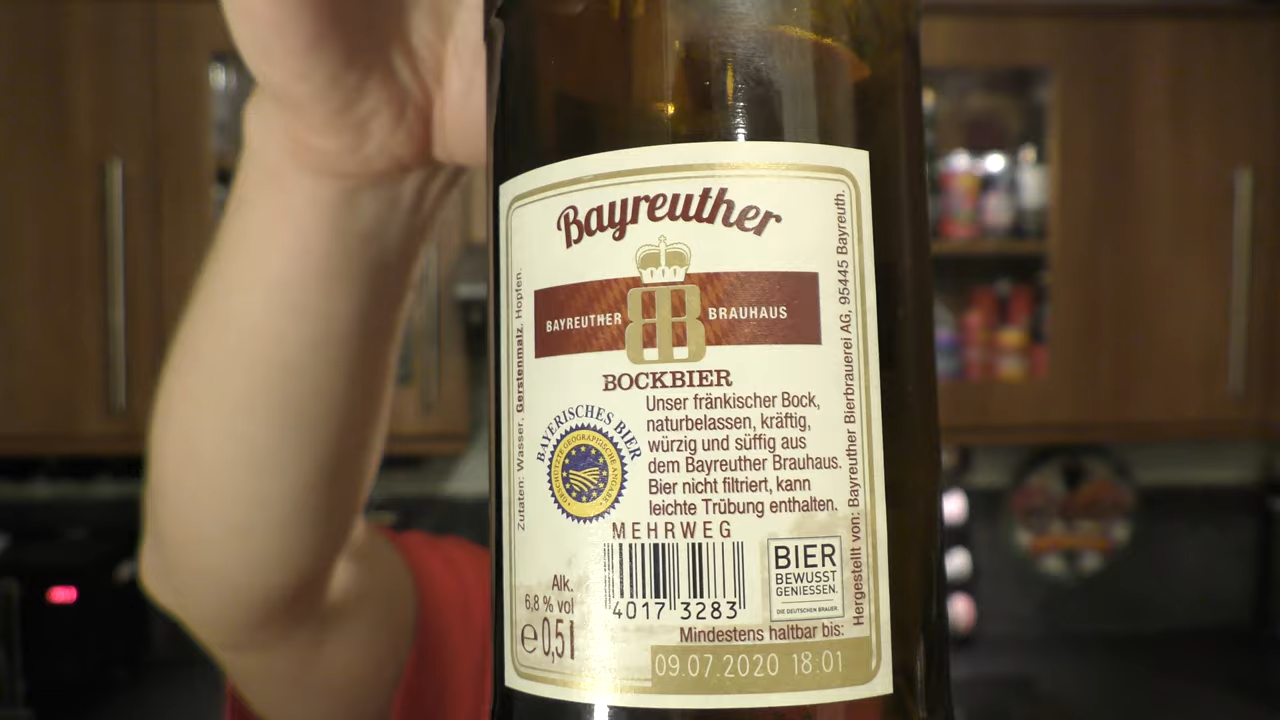 Bayreuther
BAYREUTHER BRAUHAUS
BOCKBIER
Unser fränkischer Bock,
naturbelassen, kräftig,
würzig und süffig aus
dem Bayreuther Brauhaus.
Bier nicht filtriert, kann
leichte Trübung enthalten.
BAYERISCHES BIER
GESCHÜTZTE GEOGRAPHISCHE ANGABE
MEHRWEG
Alk.
6,8 % vol
e 0,5 l
4017 3283
BIER
BEWUSST
GENIESSEN.
DIE DEUTSCHEN BRAUER.
Mindestens haltbar bis:
09.07.2020 18:01
Zutaten: Wasser, Gerstenmalz, Hopfen.
Hergestellt von: Bayreuther Bierbrauerei AG, 95445 Bayreuth.